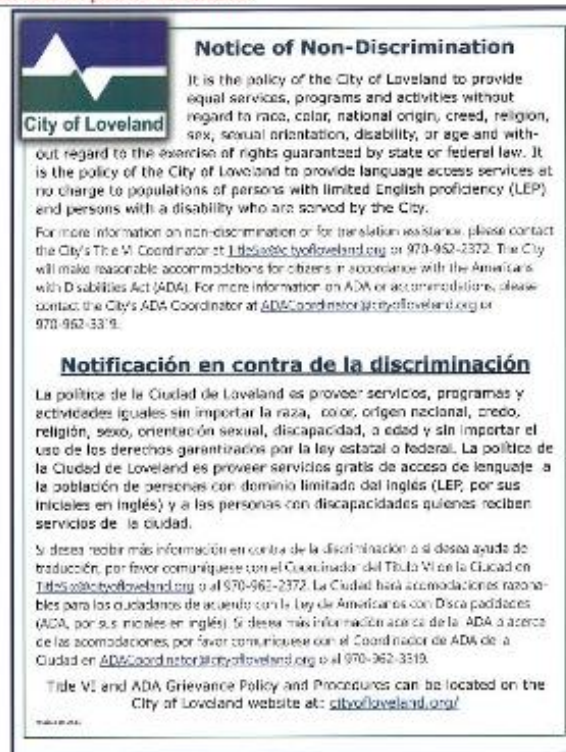 City of Loveland
Notice of Non-Discrimination
It is the policy of the City of Loveland to provide
equal services, programs and activities without
regard to race, color, national origin, creed, religion,
sex, sexual orientation, disability, or age and with-
out regard to the exercise of rights guaranteed by state or federal law. It
is the policy of the City of Loveland to provide language access services at
no charge to populations of persons with limited English proficiency (LEP)
and persons with a disability who are served by the City.
For more information on non-discrimination or for translation assistance, please contact
the City's Title VI Coordinator at TitleSix@cityofloveland.org or 970-962-2372. The City
will make reasonable accommodations for citizens in accordance with the Americans
with Disabilities Act (ADA). For more information on ADA or accommodations, please
contact the City's ADA Coordinator at ADACoordinator@cityofloveland.org or
970-962-3319.
Notificación en contra de la discriminación
La política de la Ciudad de Loveland es proveer servicios, programas y
actividades iguales sin importar la raza, color, origen nacional, credo,
religión, sexo, orientación sexual, discapacidad, o edad y sin importar el
uso de los derechos garantizados por la ley estatal o federal. La política de
la Ciudad de Loveland es proveer servicios gratis de acceso de lenguaje a
la población de personas con dominio limitado del inglés (LEP, por sus
iniciales en inglés) y a las personas con discapacidades quienes reciben
servicios de la ciudad.
Si desea recibir más información en contra de la discriminación o si desea ayuda de
traducción, por favor comuníquese con el Coordinador del Título VI en la Ciudad en
TitleSix@cityofloveland.org o al 970-962-2372. La Ciudad hará acomodaciones razona-
bles para los ciudadanos de acuerdo con la Ley de Americanos con Discapacidades
(ADA, por sus iniciales en inglés). Si desea más información acerca de la ADA o acerca
de las acomodaciones, por favor comuníquese con el Coordinador de ADA de la
Ciudad en ADACoordinator@cityofloveland.org o al 970-962-3319.
Title VI and ADA Grievance Policy and Procedures can be located on the
City of Loveland website at: cityofloveland.org/